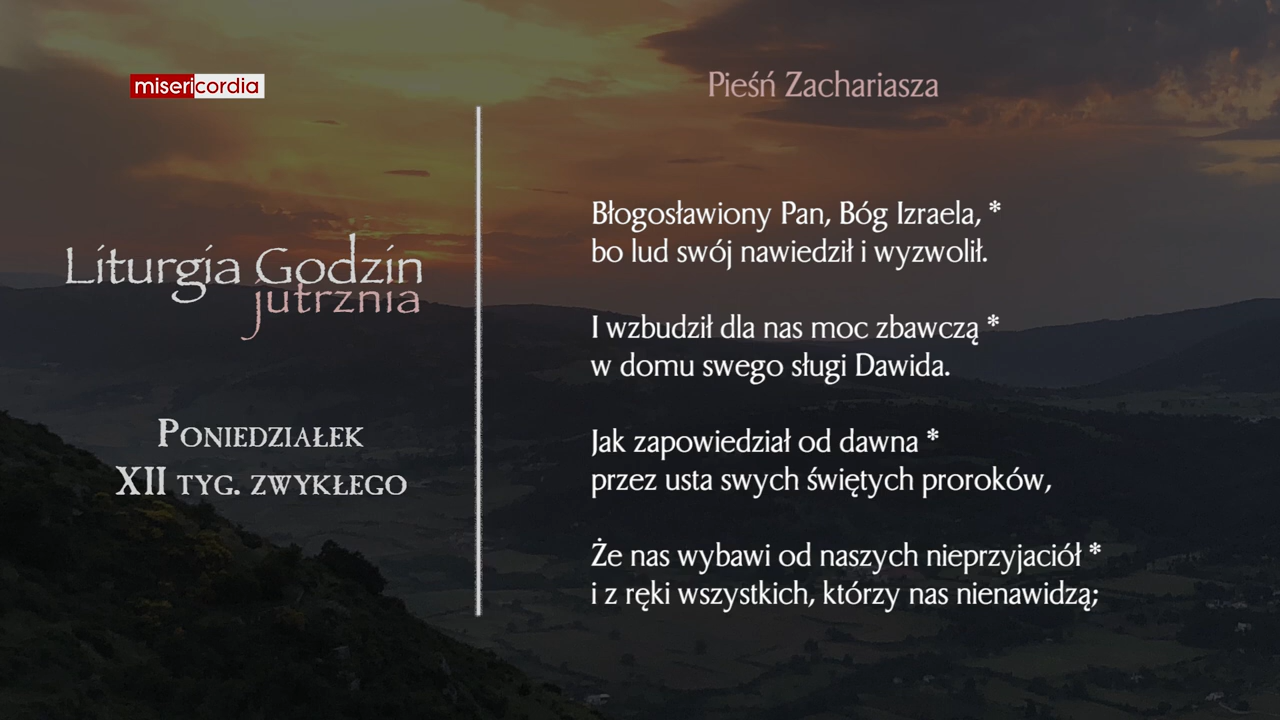 misericordia
Liturgia Godzin
jutrznia
Poniedziałek
XII tyg. zwykłego
Pieśń Zachariasza
Błogosławiony Pan, Bóg Izraela, *
bo lud swój nawiedził i wyzwolił.
I wzbudził dla nas moc zbawczą *
w domu swego sługi Dawida.
Jak zapowiedział od dawna *
przez usta swych świętych proroków,
Że nas wybawi od naszych nieprzyjaciół *
i z ręki wszystkich, którzy nas nienawidzą;